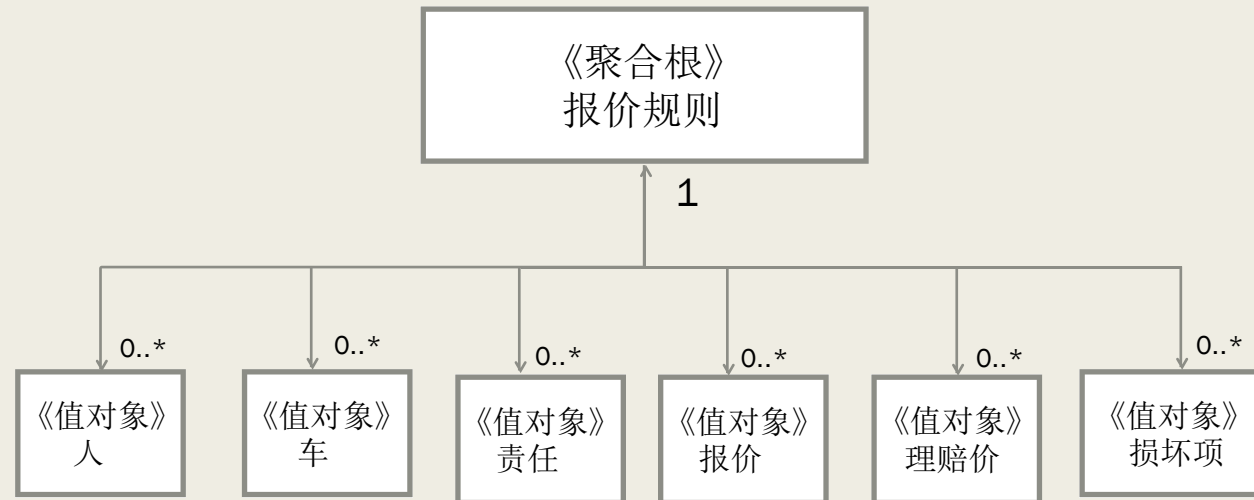 《聚合根》
报价规则
1
0..*
0..*
0..*
0..*
0..*
0..*
《值对象》
人
《值对象》
车
《值对象》
责任
《值对象》
报价
《值对象》
理赔价
《值对象》
损坏项